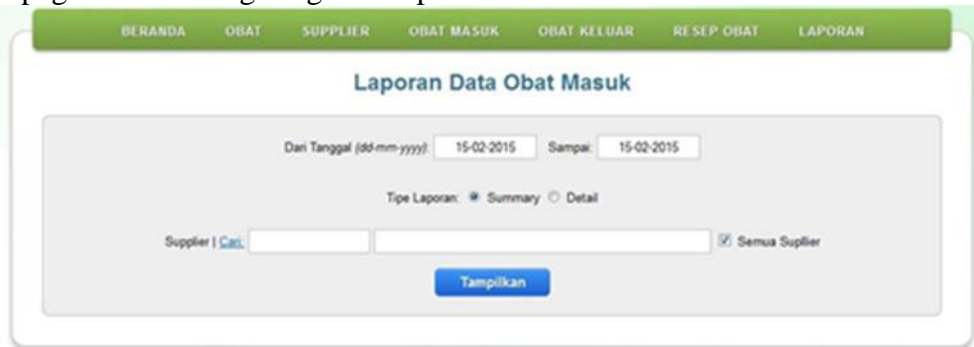 BERANDA OBAT SUPPLIER OBAT MASUK OBAT KELUAR RESEP OBAT LAPORAN
Laporan Data Obat Masuk
Dari Tanggal (dd-mm-yyyy): 15-02-2015 Sampai: 15-02-2015
Tipe Laporan: Summary Detail
Supplier | Cari: Semua Supllier
Tampilkan